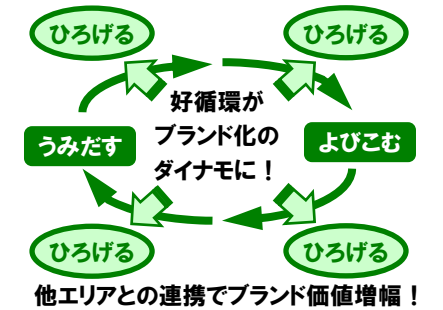 ひろげる
ひろげる
好循環が
ブランド化の
ダイナモに！
うみだす
よびこむ
ひろげる
ひろげる
他エリアとの連携でブランド価値増幅！